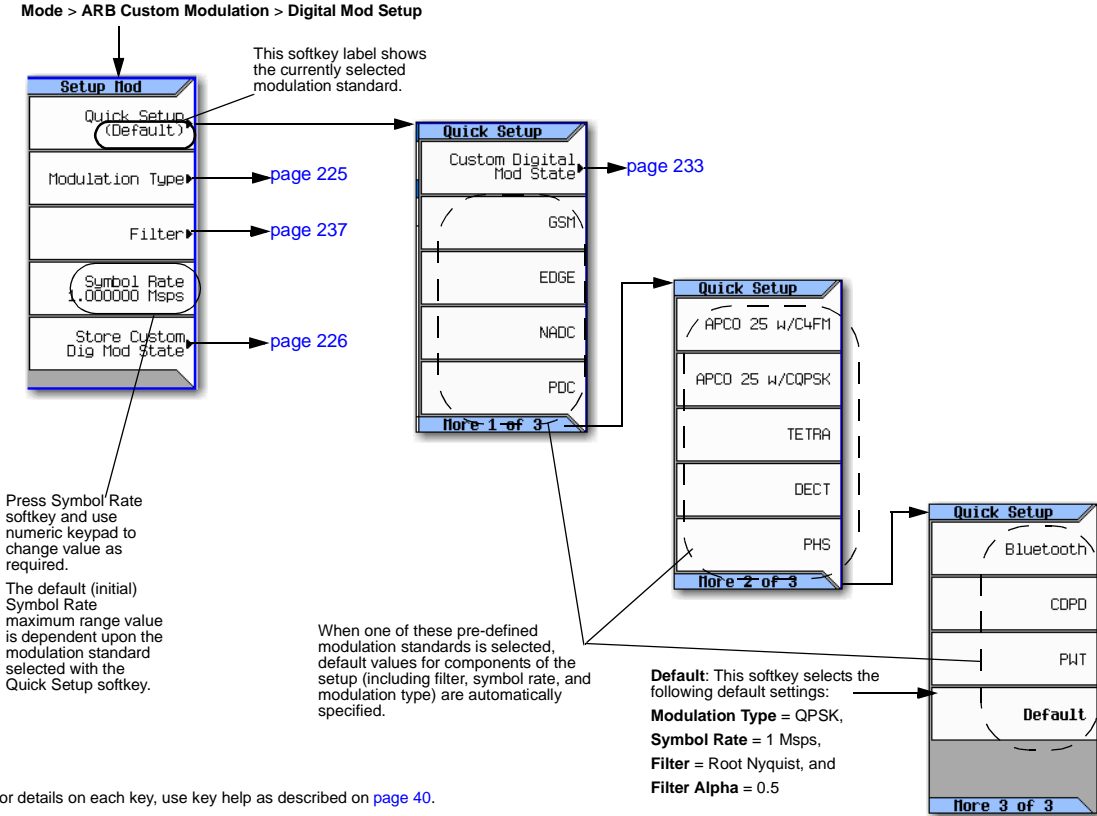 Mode > ARB Custom Modulation > Digital Mod Setup
This softkey label shows
the currently selected
modulation standard.
Setup Mod
Quick Setup
(Default)
Modulation Type
page 225
Filter
page 237
Symbol Rate
1.000000 Msps
Store Custom
Dig Mod State
page 226
Quick Setup
Custom Digital
Mod State
page 233
GSM
EDGE
NADC
PDC
More 1 of 3
Quick Setup
APCO 25 w/C4FM
APCO 25 w/CQPSK
TETRA
DECT
PHS
More 2 of 3
Quick Setup
Bluetooth
CDPD
PWT
Default
More 3 of 3
Press Symbol Rate
softkey and use
numeric keypad to
change value as
required.
The default (initial)
Symbol Rate
maximum range value
is dependent upon the
modulation standard
selected with the
Quick Setup softkey.
When one of these pre-defined
modulation standards is selected,
default values for components of the
setup (including filter, symbol rate, and
modulation type) are automatically
specified.
Default: This softkey selects the
following default settings:
Modulation Type = QPSK,
Symbol Rate = 1 Msps,
Filter = Root Nyquist, and
Filter Alpha = 0.5
or details on each key, use key help as described on page 40.